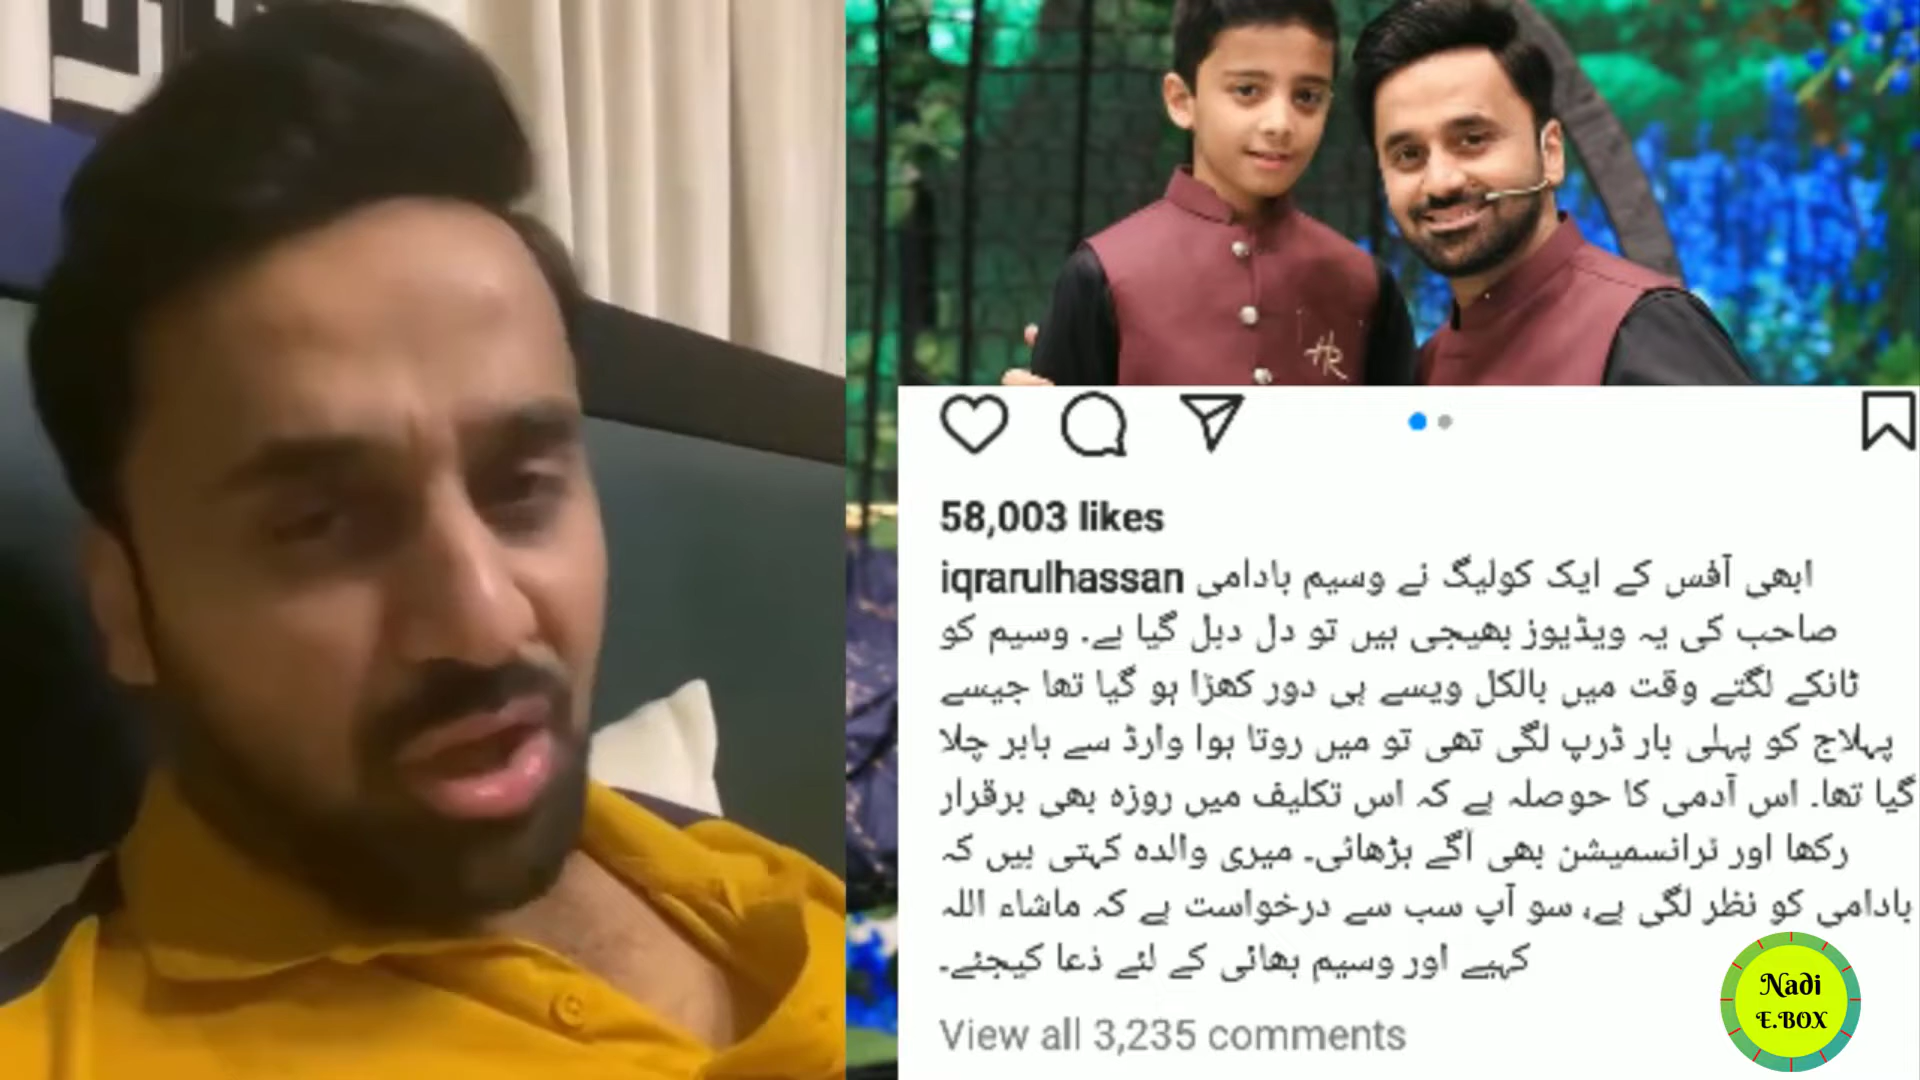 HR
58,003 likes
iqrarulhassan ابھی آفس کے ایک کولیگ نے وسیم بادامی
صاحب کی یہ ویڈیوز بھیجی ہیں تو دل دہل گیا ہے۔ وسیم کو
ٹانکے لگتے وقت میں بالکل ویسے ہی دور کھڑا ہو گیا تھا جیسے
پہلاج کو پہلی بار ڈرپ لگی تھی تو میں روتا ہوا وارڈ سے باہر چلا
گیا تھا۔ اس آدمی کا حوصلہ ہے کہ اس تکلیف میں روزہ بھی برقرار
رکھا اور ٹرانسمیشن بھی آگے بڑھائی۔ میری والدہ کہتی ہیں کہ
بادامی کو نظر لگی ہے، سو آپ سب سے درخواست ہے کہ ماشاء اللہ
کہیے اور وسیم بھائی کے لئے دُعا کیجئے۔
View all 3,235 comments
Nadi
E.BOX